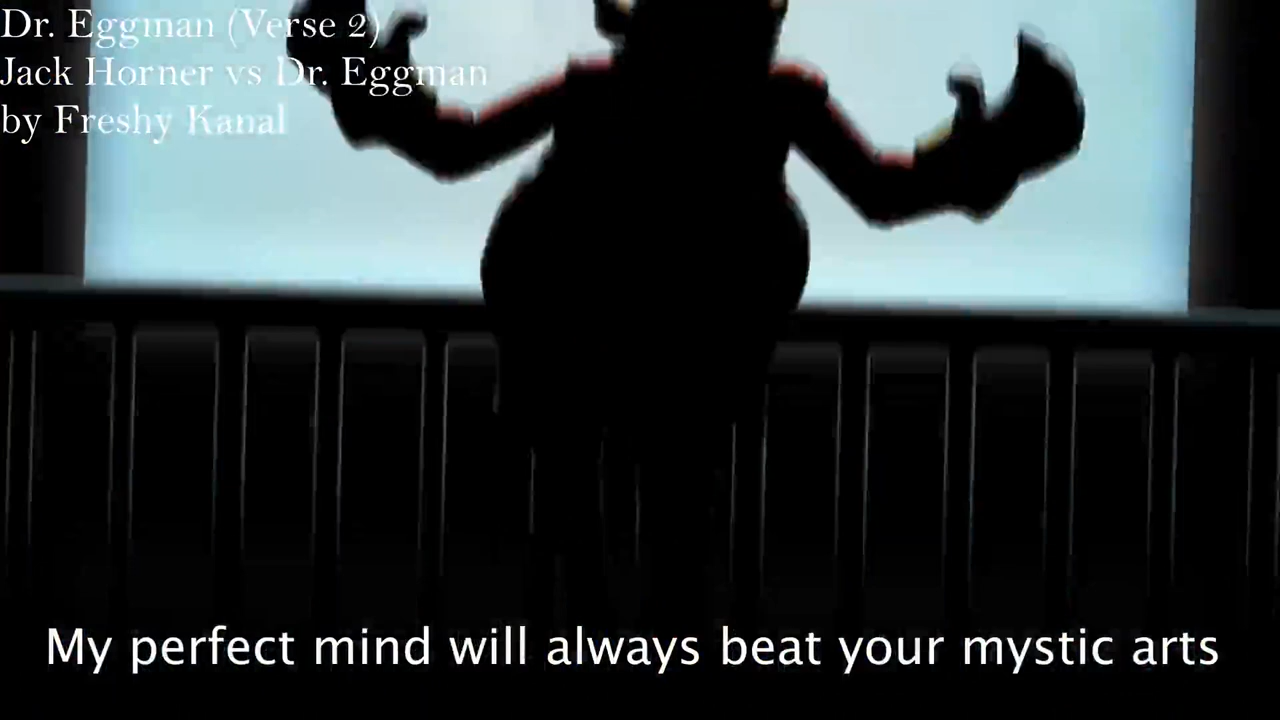 Dr. Eggman (Verse 2)
Jack Horner vs Dr. Eggman
by Freshy Kanal
My perfect mind will always beat your mystic arts